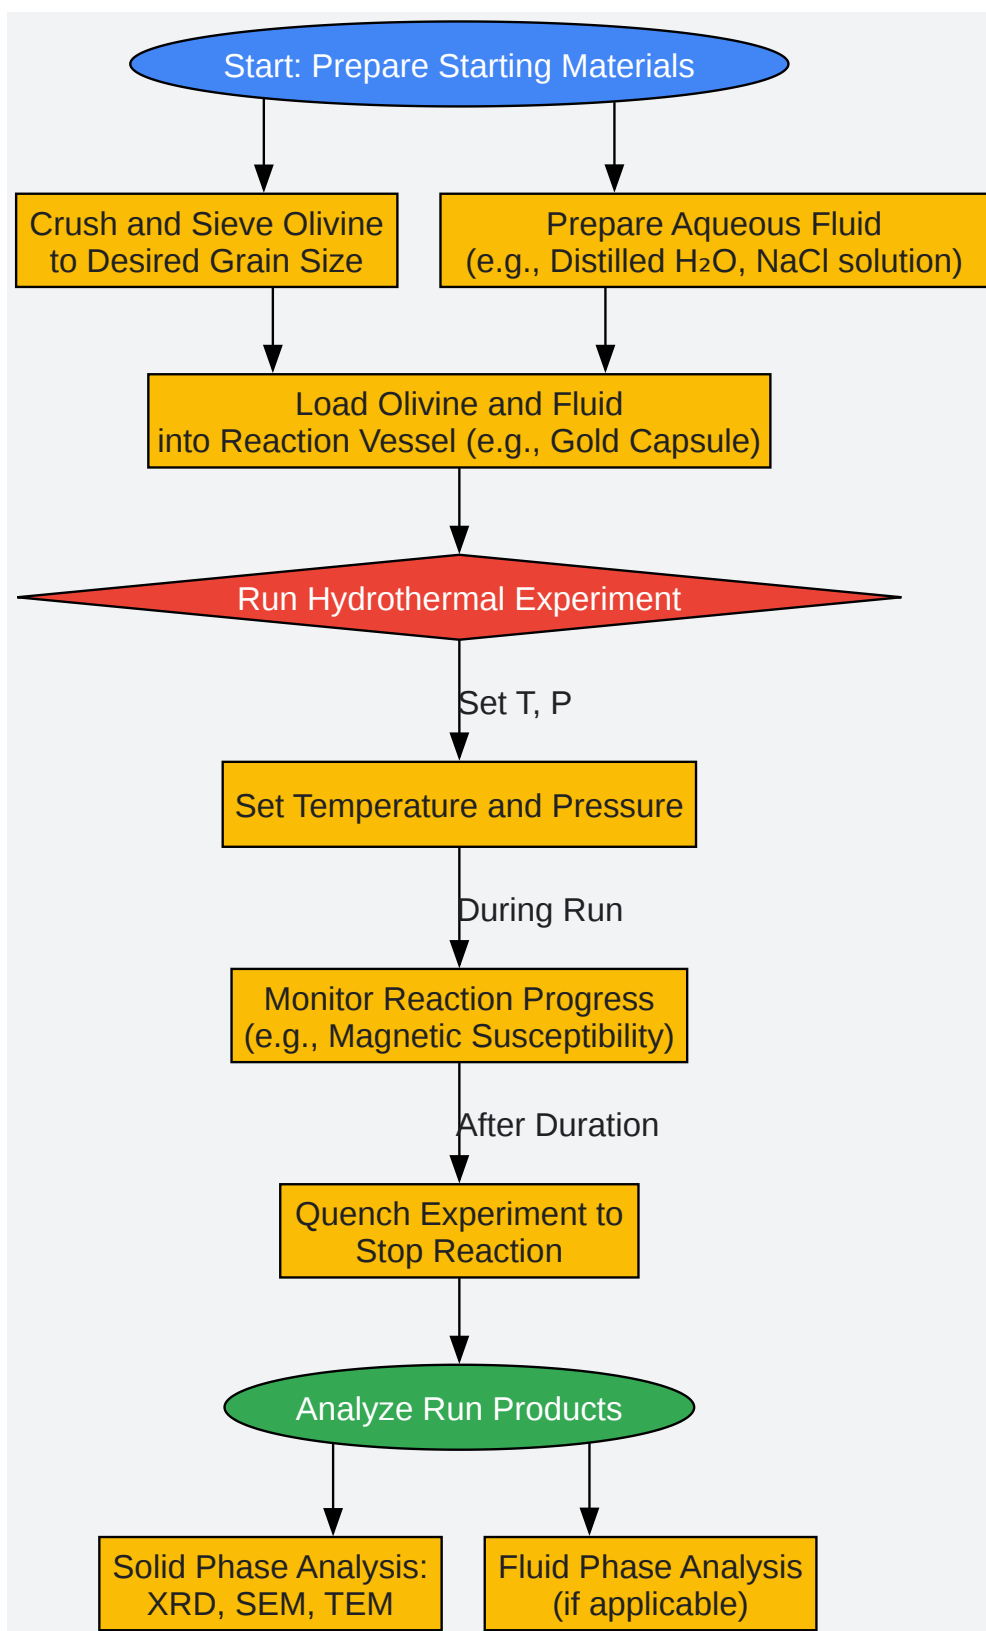 Start: Prepare Starting Materials
Crush and Sieve Olivine
to Desired Grain Size
Prepare Aqueous Fluid
(e.g., Distilled H₂O, NaCl solution)
Load Olivine and Fluid
into Reaction Vessel (e.g., Gold Capsule)
Run Hydrothermal Experiment
Set T, P
Set Temperature and Pressure
During Run
Monitor Reaction Progress
(e.g., Magnetic Susceptibility)
After Duration
Quench Experiment to
Stop Reaction
Analyze Run Products
Solid Phase Analysis:
XRD, SEM, TEM
Fluid Phase Analysis
(if applicable)